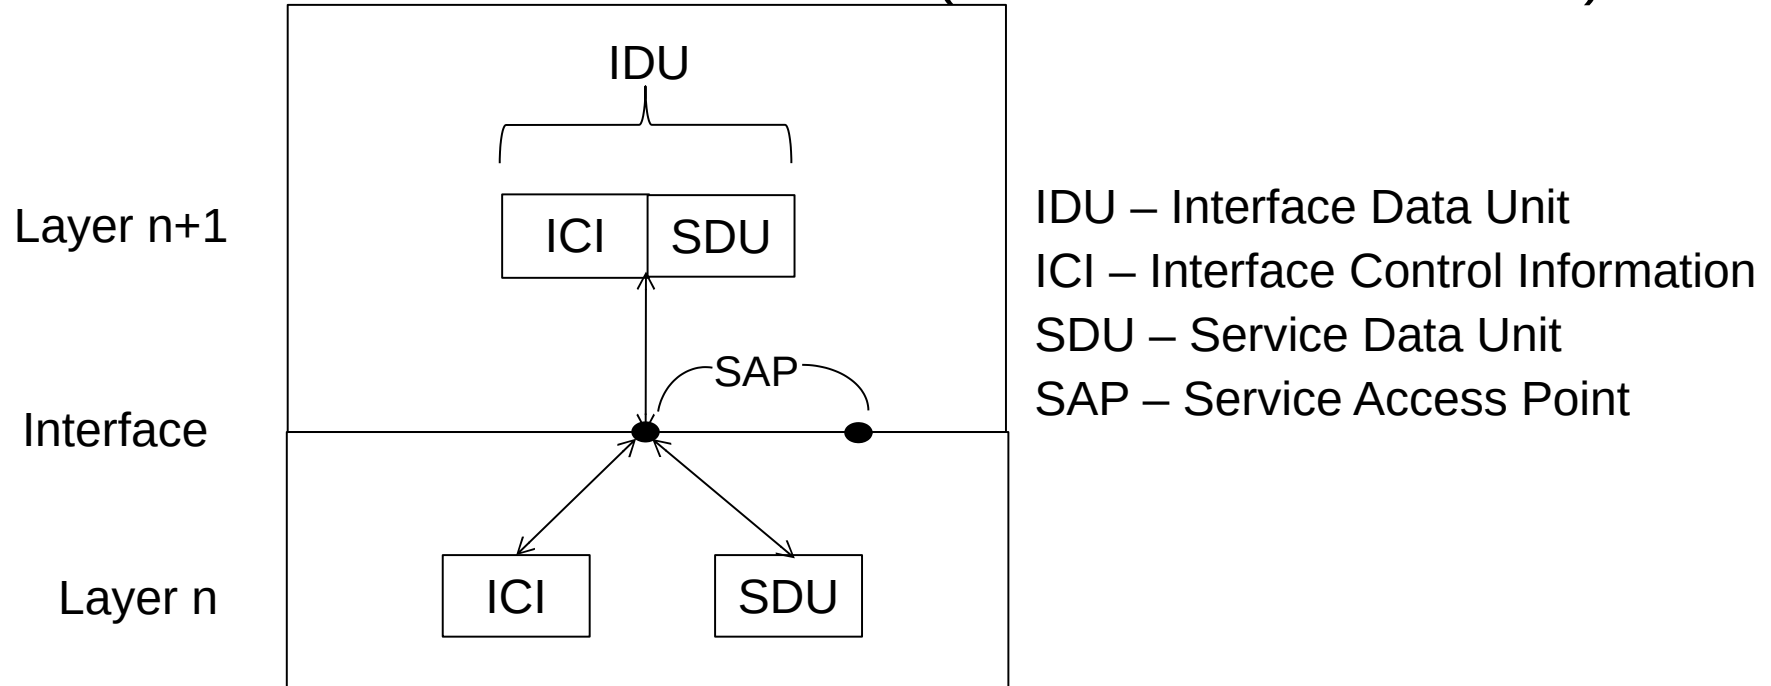 IDU
Layer n+1
ICI
SDU
SAP
Interface
Layer n
ICI
SDU
IDU – Interface Data Unit
ICI – Interface Control Information
SDU – Service Data Unit
SAP – Service Access Point